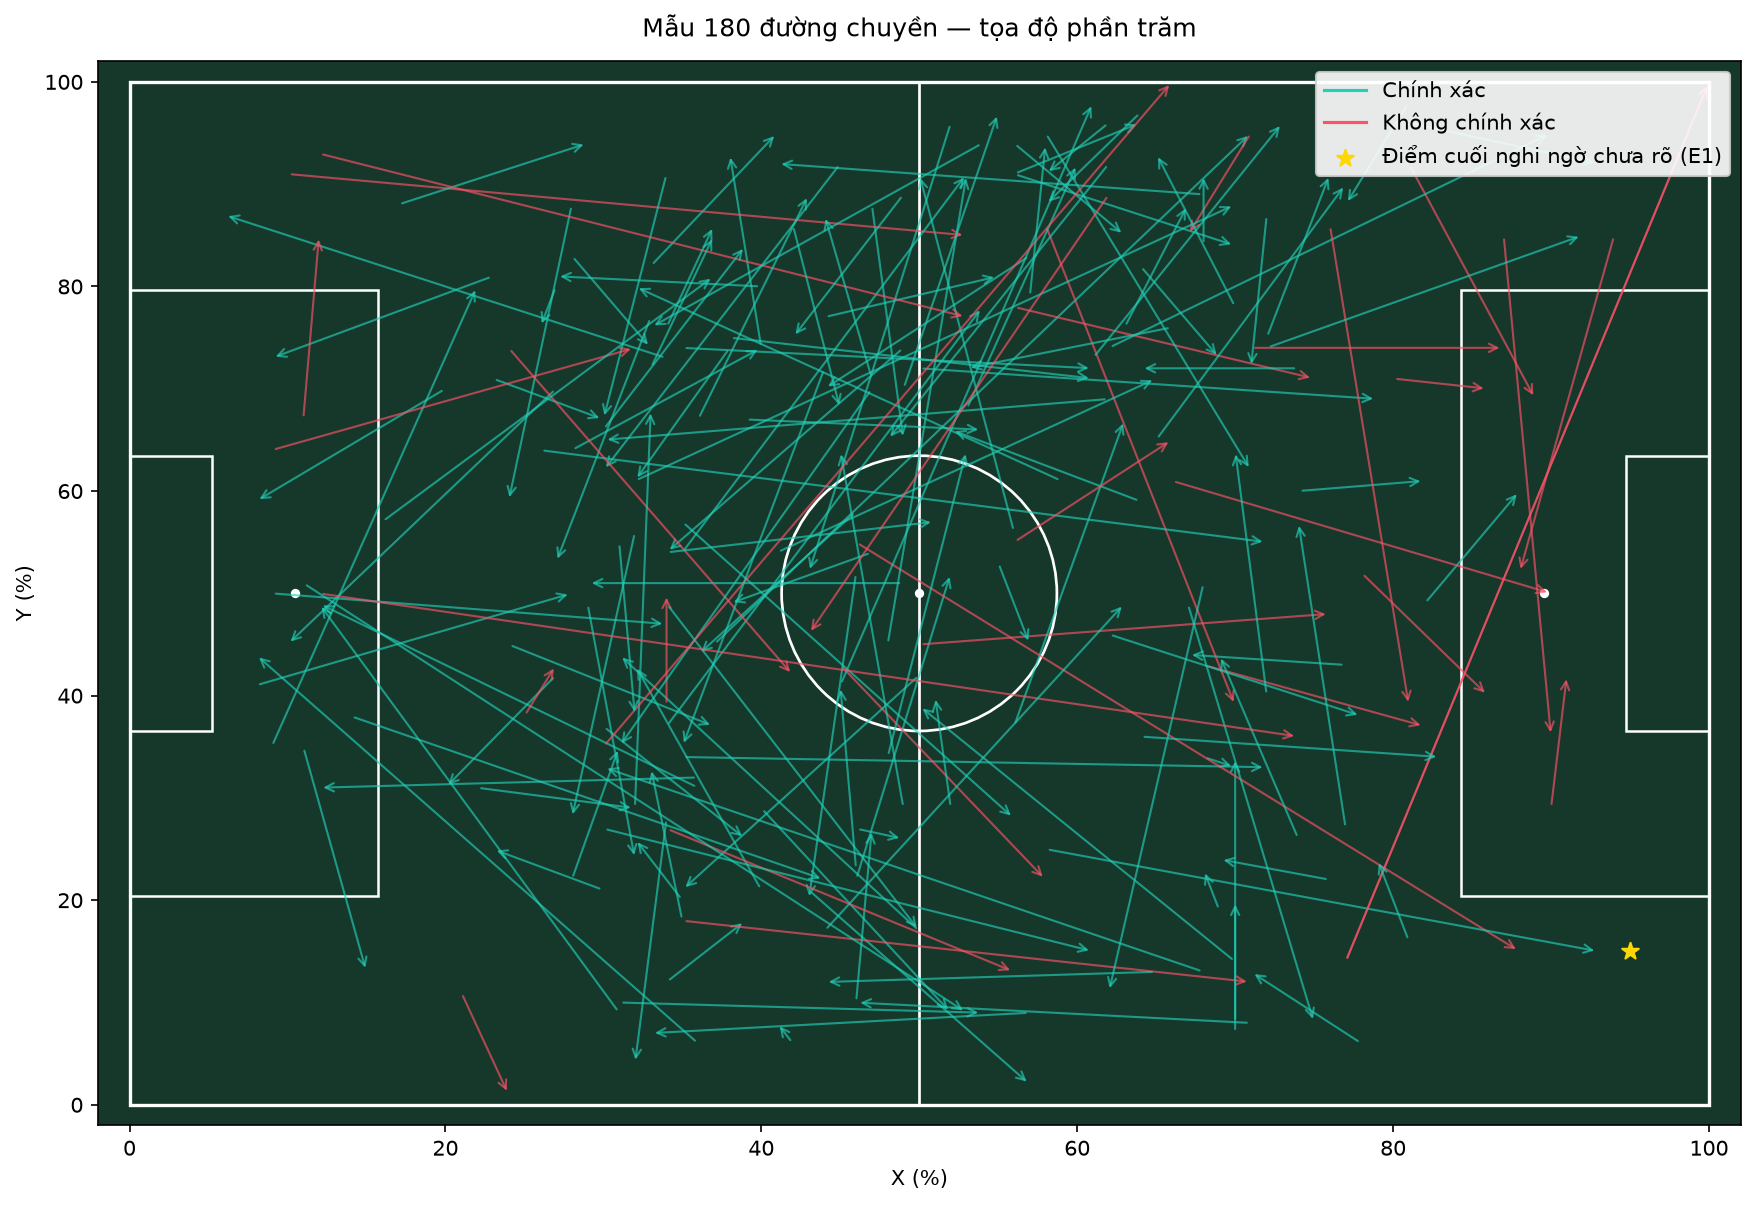 Mẫu 180 đường chuyền — tọa độ phần trăm
Chính xác
Không chính xác
Điểm cuối nghi ngờ chưa rõ (E1)
100
80
60
40
20
0
Y (%)
0
20
40
60
80
100
X (%)